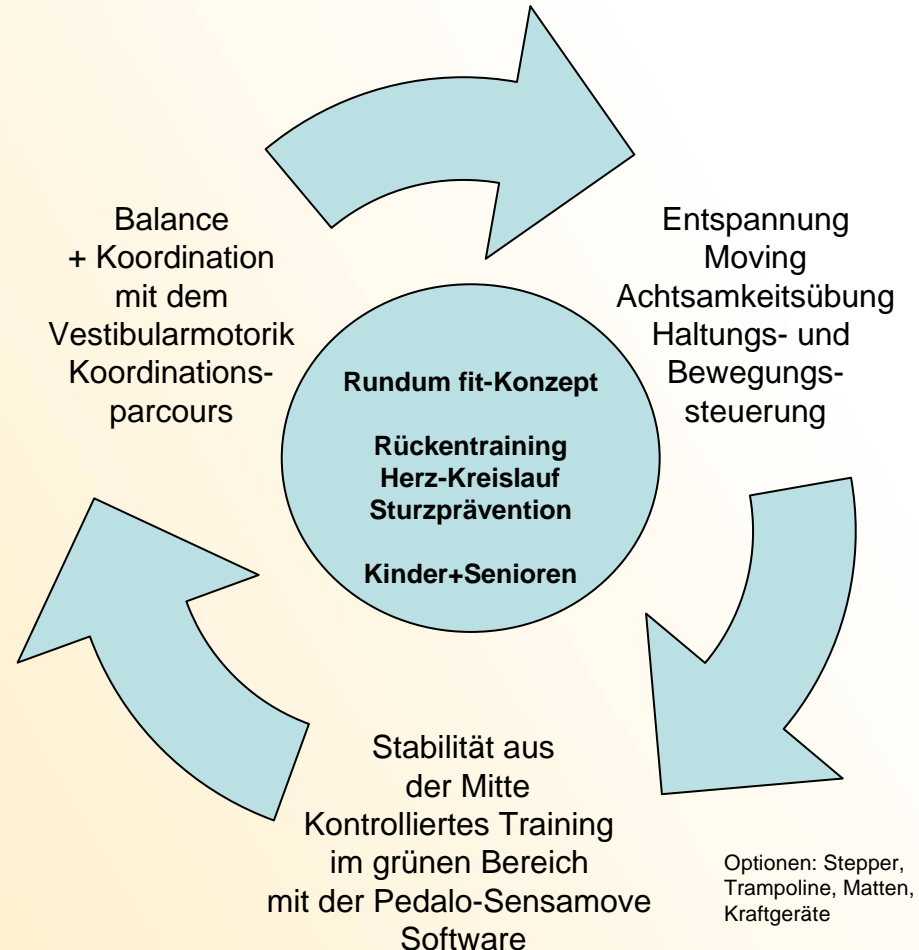 Balance
+ Koordination
mit dem
Vestibularmotorik
Koordinations-
parcours
Entspannung
Moving
Achtsamkeitsübung
Haltungs- und
Bewegungs-
steuerung
Rundum fit-Konzept
Rückentraining
Herz-Kreislauf
Sturzprävention
Kinder+Senioren
Stabilität aus
der Mitte
Kontrolliertes Training
im grünen Bereich
mit der Pedalo-Sensamove
Software
Optionen: Stepper,
Trampoline, Matten,
Kraftgeräte